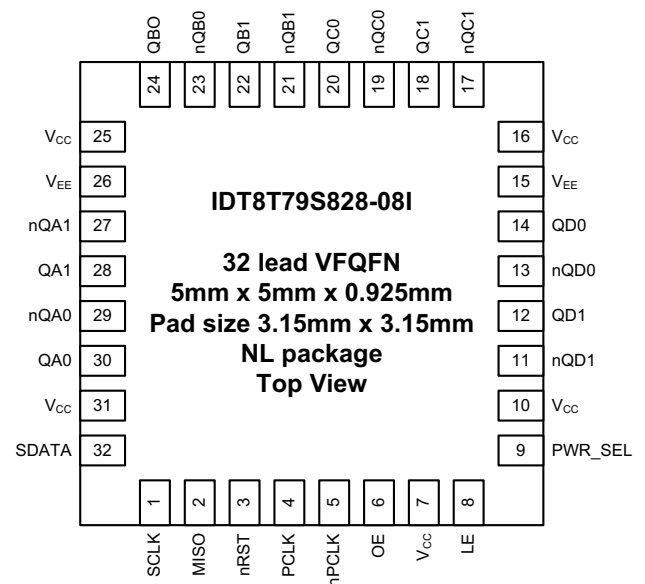 QBO nQB0 QB1 nQB1 QC0 nQC0 QC1 nQC1
24 23 22 21 20 19 18 17
VCC 25
VEE 26
nQA1 27
QA1 28
nQA0 29
QA0 30
VCC 31
SDATA 32
IDT8T79S828-08I
32 lead VFQFN
5mm x 5mm x 0.925mm
Pad size 3.15mm x 3.15mm
NL package
Top View
16 VCC
15 VEE
14 QD0
13 nQD0
12 QD1
11 nQD1
10 VCC
9 PWR_SEL
1 2 3 4 5 6 7 8
SCLK MISO nRST PCLK nPCLK OE VCC LE